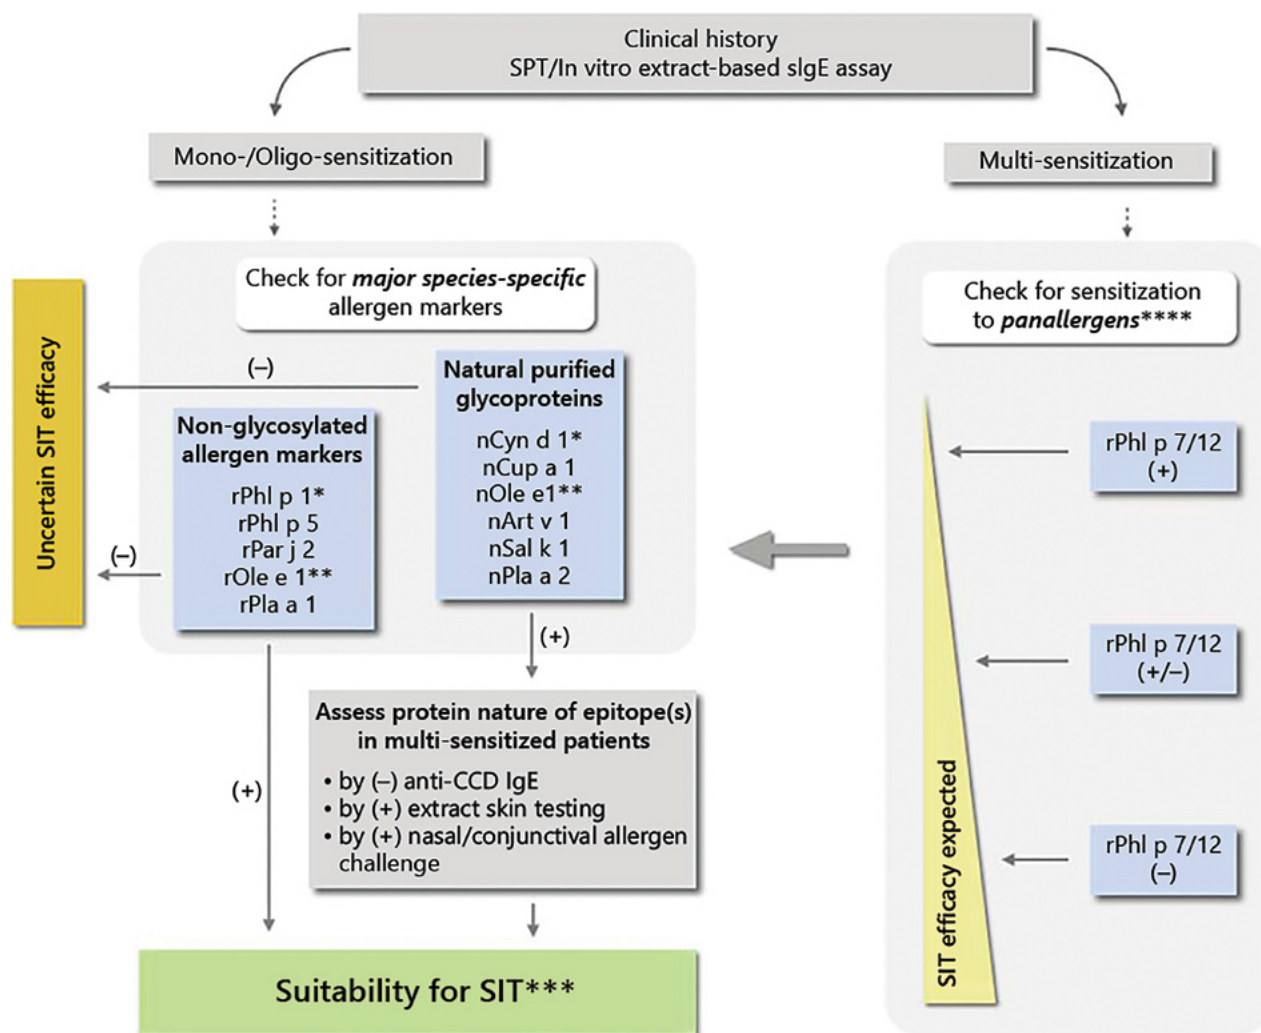 Clinical history
SPT/In vitro extract-based sIgE assay
Mono-/Oligo-sensitization
Multi-sensitization
Check for major species-specific
allergen markers
Check for sensitization
to panallergens****
Uncertain SIT efficacy
(–)
Natural purified
glycoproteins
nCyn d 1*
nCup a 1
nOle e1**
nArt v 1
nSal k 1
nPla a 2
Non-glycosylated
allergen markers
rPhl p 1*
rPhl p 5
rPar j 2
rOle e 1**
rPla a 1
(–)
(+)
(+)
Assess protein nature of epitope(s)
in multi-sensitized patients
• by (–) anti-CCD IgE
• by (+) extract skin testing
• by (+) nasal/conjunctival allergen
challenge
Suitability for SIT***
SIT efficacy expected
rPhl p 7/12
(+)
rPhl p 7/12
(+/–)
rPhl p 7/12
(–)